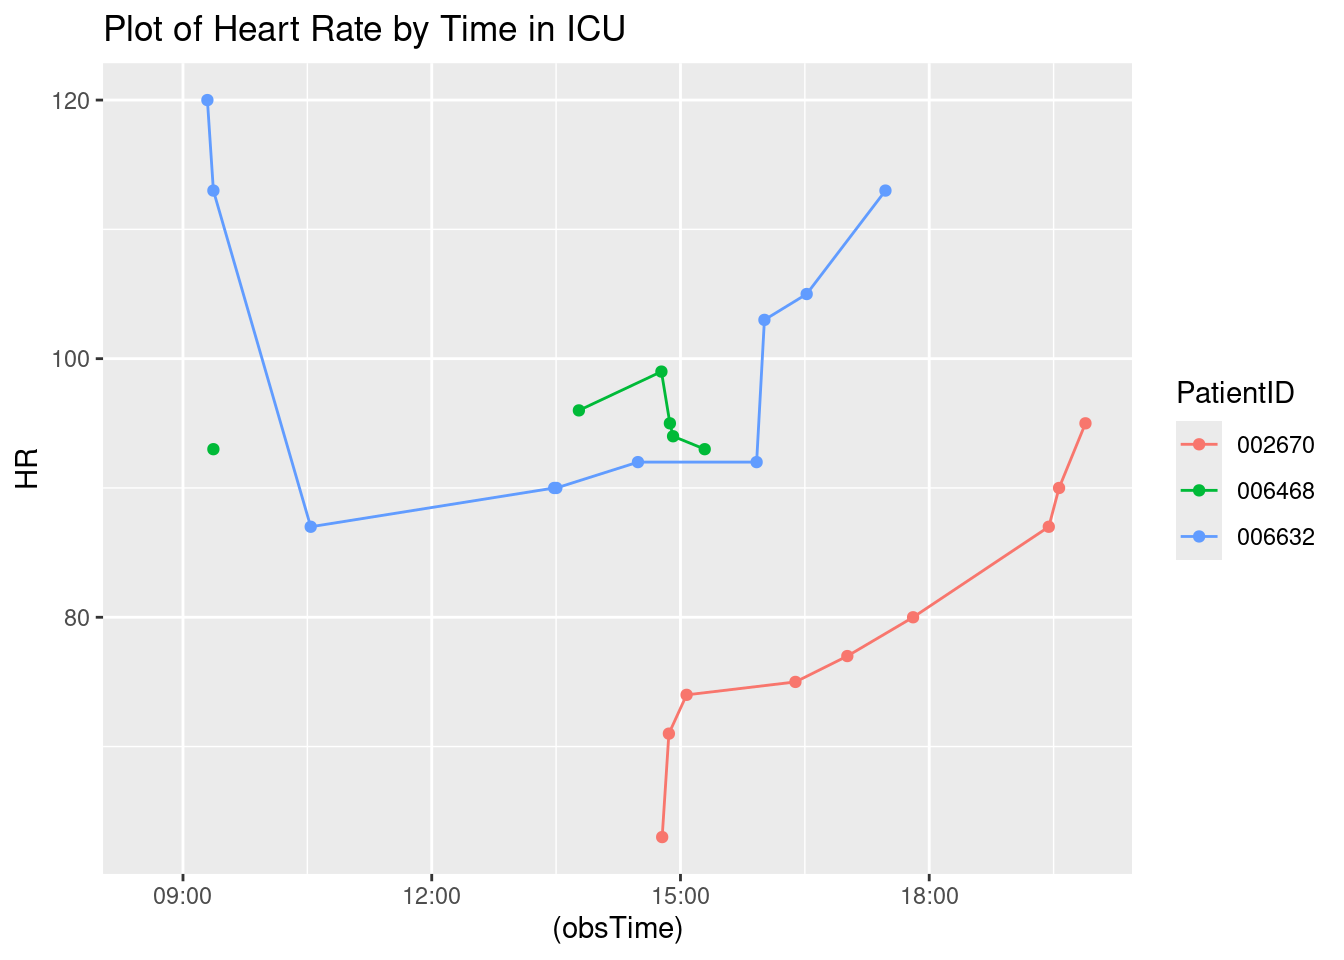 Plot of Heart Rate by Time in ICU
120
100
80
HR
09:00 12:00 15:00 18:00
(obsTime)
PatientID
002670
006468
006632